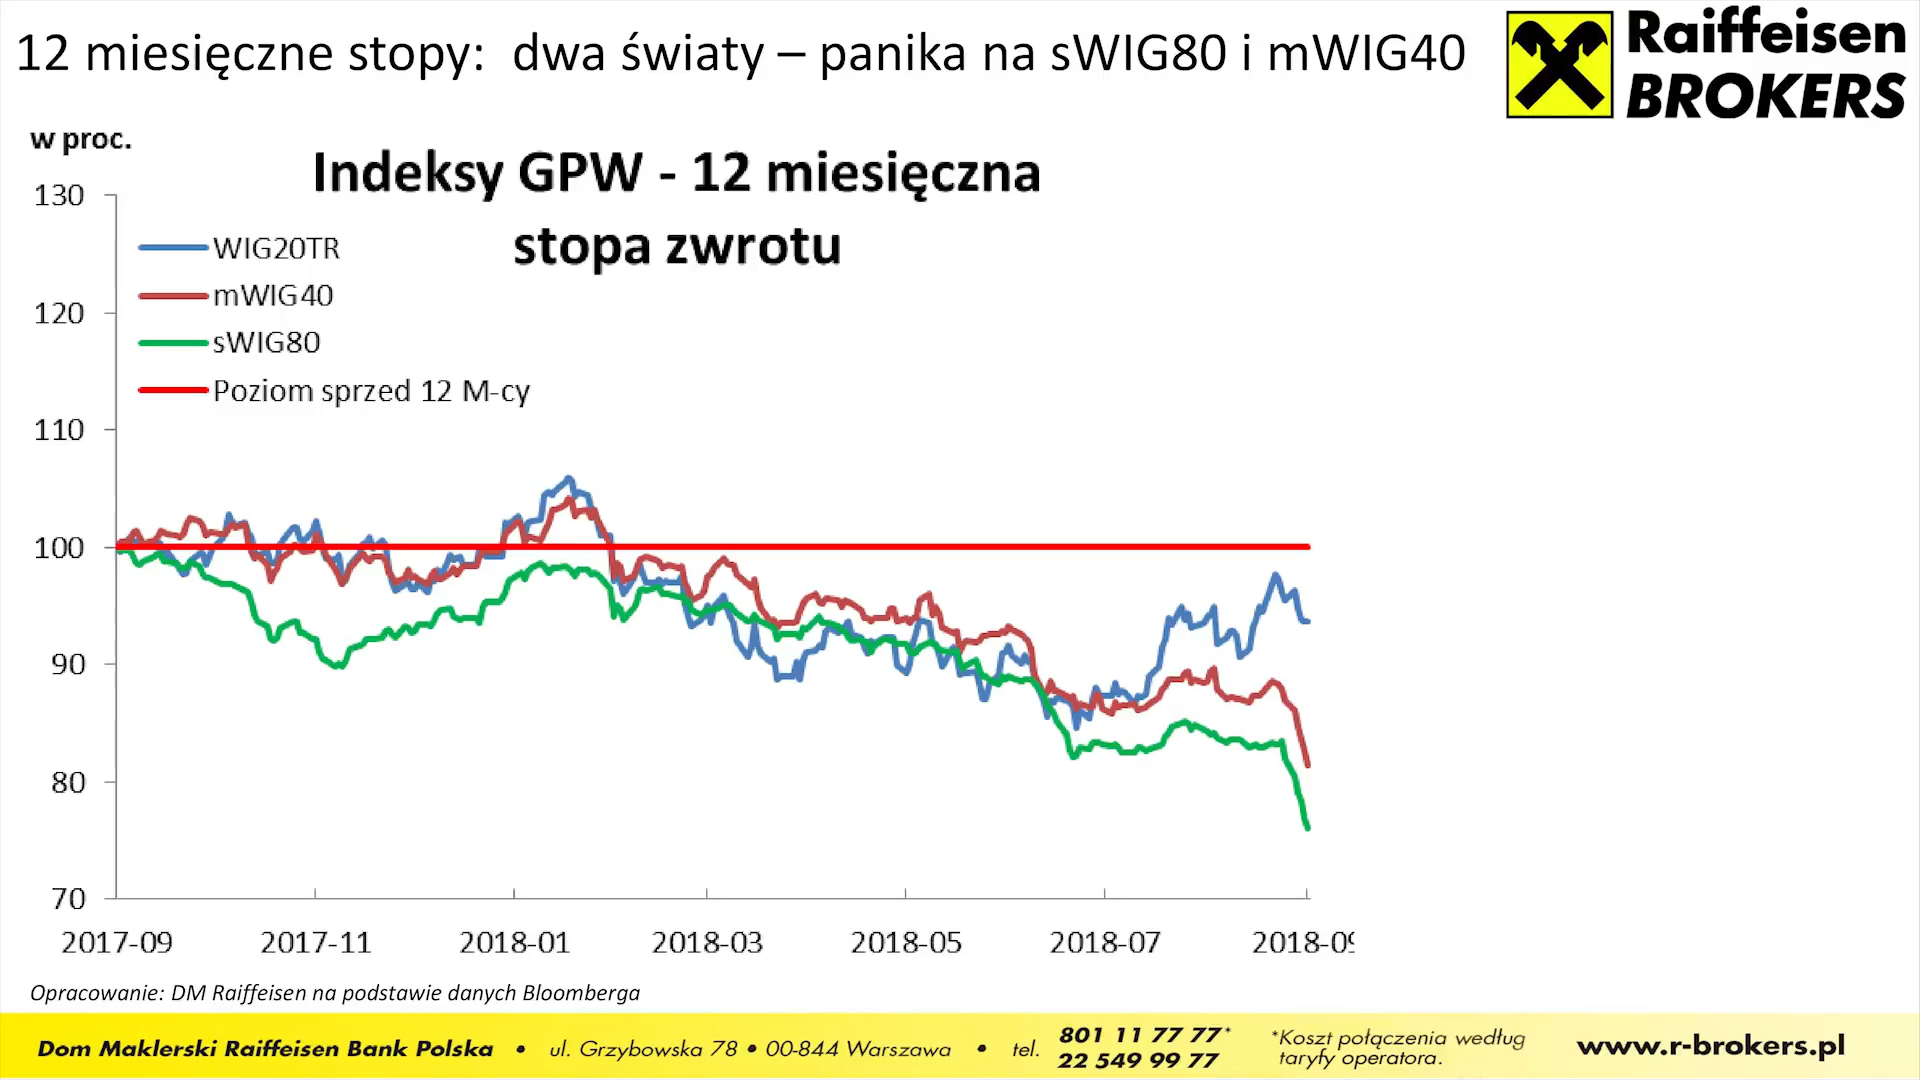 12 miesięczne stopy: dwa światy – panika na sWIG80 i mWIG40
Raiffeisen
BROKERS
w proc.
Indeksy GPW - 12 miesięczna
stopa zwrotu
130
120
110
100
90
80
70
WIG20TR
mWIG40
sWIG80
Poziom sprzed 12 M-cy
2017-09 2017-11 2018-01 2018-03 2018-05 2018-07 2018-09
Opracowanie: DM Raiffeisen na podstawie danych Bloomberga
Dom Maklerski Raiffeisen Bank Polska • ul. Grzybowska 78 • 00-844 Warszawa • tel.
801 11 77 77*
22 549 99 77
*Koszt połączenia według
taryfy operatora.
www.r-brokers.pl